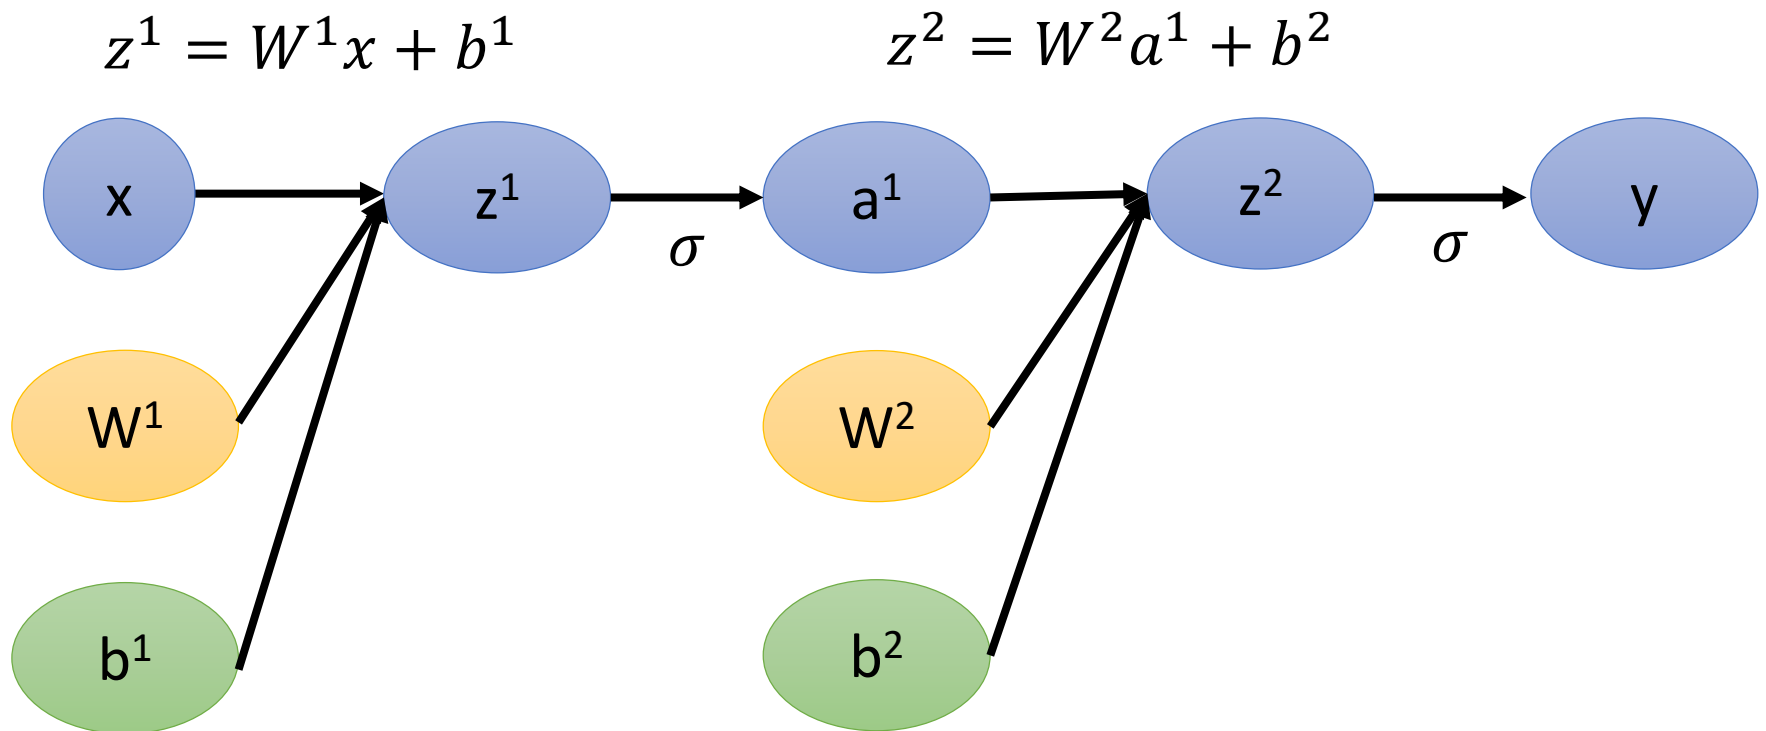 z¹ = W¹x + b¹
z² = W²a¹ + b²
x
z¹
σ
a¹
z²
σ
y
W¹
W²
b¹
b²